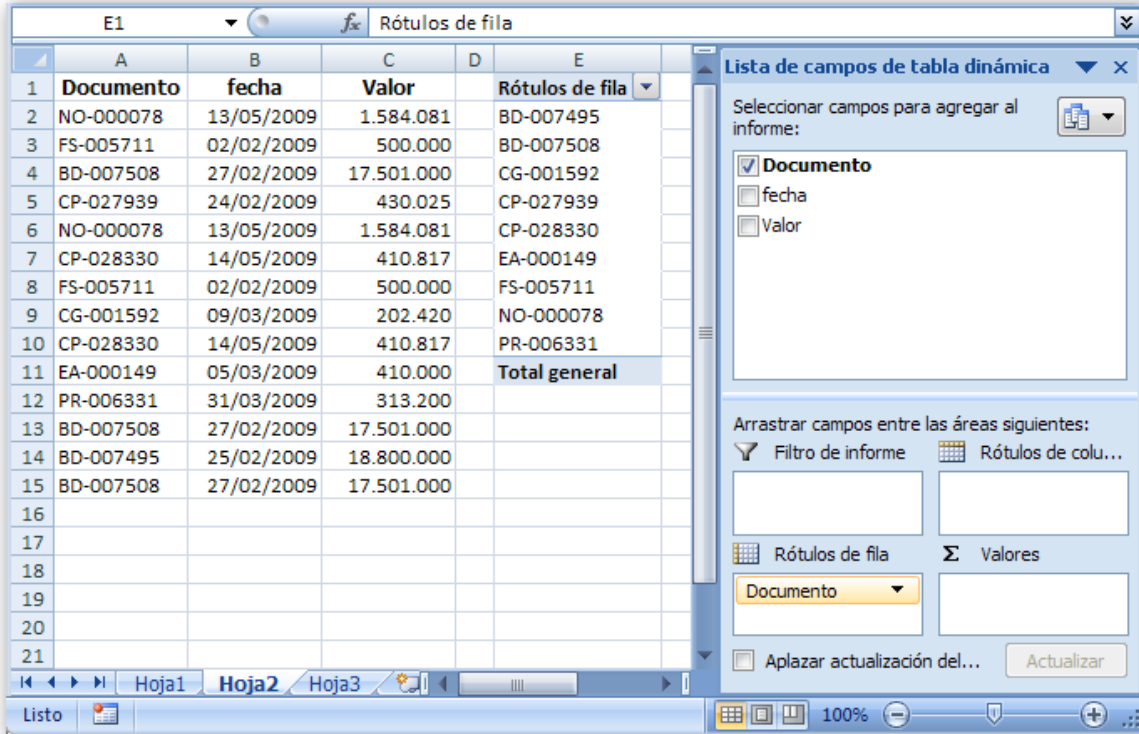 E1 fx Rótulos de fila
A B C D E
1 Documento fecha Valor Rótulos de fila
2 NO-000078 13/05/2009 1.584.081 BD-007495
3 FS-005711 02/02/2009 500.000 BD-007508
4 BD-007508 27/02/2009 17.501.000 CG-001592
5 CP-027939 24/02/2009 430.025 CP-027939
6 NO-000078 13/05/2009 1.584.081 CP-028330
7 CP-028330 14/05/2009 410.817 EA-000149
8 FS-005711 02/02/2009 500.000 FS-005711
9 CG-001592 09/03/2009 202.420 NO-000078
10 CP-028330 14/05/2009 410.817 PR-006331
11 EA-000149 05/03/2009 410.000 Total general
12 PR-006331 31/03/2009 313.200
13 BD-007508 27/02/2009 17.501.000
14 BD-007495 25/02/2009 18.800.000
15 BD-007508 27/02/2009 17.501.000
16
17
18
19
20
21
Hoja1 Hoja2 Hoja3
Listo 100%
Lista de campos de tabla dinámica
Seleccionar campos para agregar al
informe:
Documento
fecha
Valor
Arrastrar campos entre las áreas siguientes:
Filtro de informe Rótulos de colu...
Rótulos de fila Σ Valores
Documento
Aplazar actualización del... Actualizar